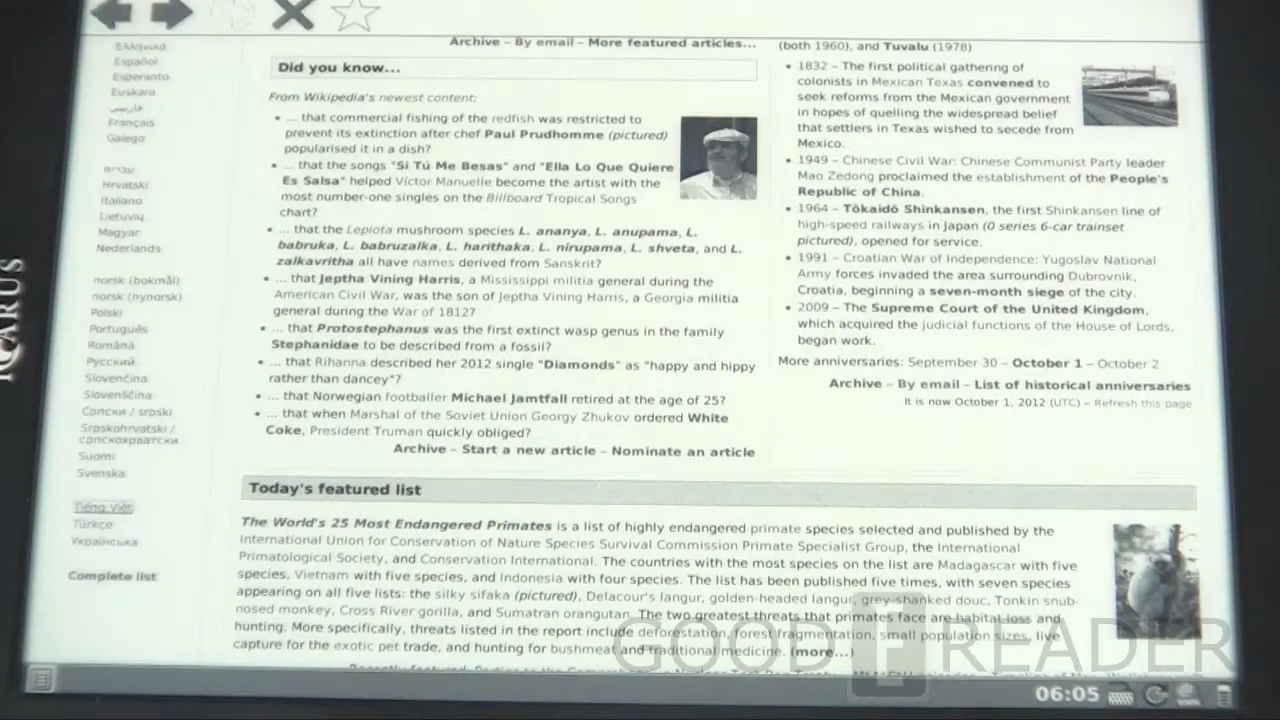 ICARUS
Ελληνικά
Español
Esperanto
Euskara
فارسی
Français
Galego
עברית
Hrvatski
Italiano
Lietuvių
Magyar
Nederlands
norsk (bokmål)
norsk (nynorsk)
Polski
Português
Română
Русский
Slovenčina
Slovenščina
Српски / srpski
Srpskohrvatski /
српскохрватски
Suomi
Svenska
Tiếng Việt
Türkçe
Українська
Complete list
Archive – By email – More featured articles...
Did you know...
From Wikipedia's newest content:
... that commercial fishing of the redfish was restricted to
prevent its extinction after chef Paul Prudhomme (pictured)
popularised it in a dish?
... that the songs "Si Tú Me Besas" and "Ella Lo Que Quiere
Es Salsa" helped Víctor Manuelle become the artist with the
most number-one singles on the Billboard Tropical Songs
chart?
... that the Lepiota mushroom species L. ananya, L. anupama, L.
babruka, L. babruzalka, L. harithaka, L. nirupama, L. shveta, and L.
zalkavritha all have names derived from Sanskrit?
... that Jeptha Vining Harris, a Mississippi militia general during the
American Civil War, was the son of Jeptha Vining Harris, a Georgia militia
general during the War of 1812?
... that Protostephanus was the first extinct wasp genus in the family
Stephanidae to be described from a fossil?
... that Rihanna described her 2012 single "Diamonds" as "happy and hippy
rather than dancey"?
... that Norwegian footballer Michael Jamtfall retired at the age of 25?
... that when Marshal of the Soviet Union Georgy Zhukov ordered White
Coke, President Truman quickly obliged?
Archive – Start a new article – Nominate an article
(both 1960), and Tuvalu (1978)
1832 – The first political gathering of
colonists in Mexican Texas convened to
seek reforms from the Mexican government
in hopes of quelling the widespread belief
that settlers in Texas wished to secede from
Mexico.
1949 – Chinese Civil War: Chinese Communist Party leader
Mao Zedong proclaimed the establishment of the People's
Republic of China.
1964 – Tōkaidō Shinkansen, the first Shinkansen line of
high-speed railways in Japan (0 series 6-car trainset
pictured), opened for service.
1991 – Croatian War of Independence: Yugoslav National
Army forces invaded the area surrounding Dubrovnik,
Croatia, beginning a seven-month siege of the city.
2009 – The Supreme Court of the United Kingdom,
which acquired the judicial functions of the House of Lords,
began work.
More anniversaries: September 30 – October 1 – October 2
Archive – By email – List of historical anniversaries
It is now October 1, 2012 (UTC) – Refresh this page
Today's featured list
The World's 25 Most Endangered Primates is a list of highly endangered primate species selected and published by the
International Union for Conservation of Nature Species Survival Commission Primate Specialist Group, the International
Primatological Society, and Conservation International. The countries with the most species on the list are Madagascar with five
species, Vietnam with five species, and Indonesia with four species. The list has been published five times, with seven species
appearing on all five lists: the silky sifaka (pictured), Delacour's langur, golden-headed langur, grey-shanked douc, Tonkin snub-
nosed monkey, Cross River gorilla, and Sumatran orangutan. The two greatest threats that primates face are habitat loss and
hunting. More specifically, threats listed in the report include deforestation, forest fragmentation, small population sizes, live
capture for the exotic pet trade, and hunting for bushmeat and traditional medicine. (more...)
GOOD READER
06:05